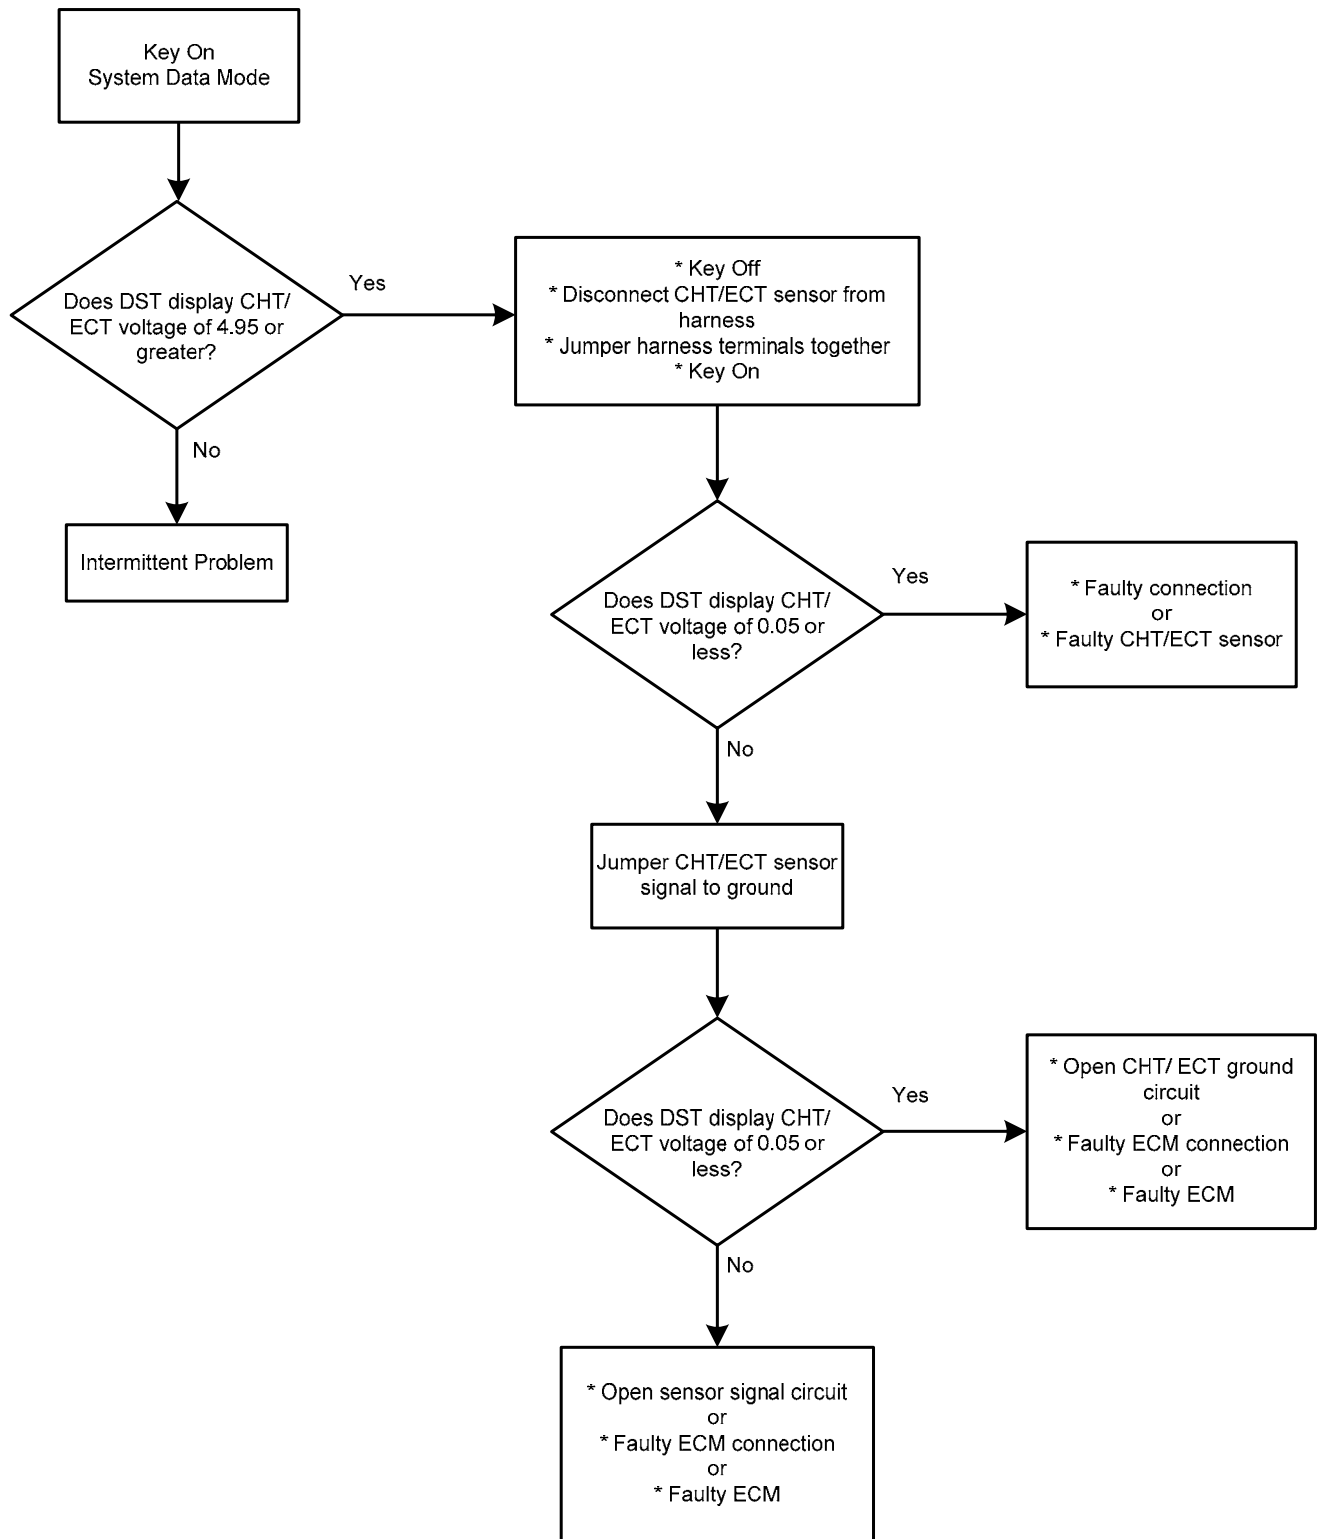 Key On
System Data Mode
Does DST display CHT/
ECT voltage of 4.95 or
greater?
Yes
* Key Off
* Disconnect CHT/ECT sensor from
harness
* Jumper harness terminals together
* Key On
No
Intermittent Problem
Does DST display CHT/
ECT voltage of 0.05 or
less?
Yes
* Faulty connection
or
* Faulty CHT/ECT sensor
No
Jumper CHT/ECT sensor
signal to ground
Does DST display CHT/
ECT voltage of 0.05 or
less?
Yes
* Open CHT/ ECT ground
circuit
or
* Faulty ECM connection
or
* Faulty ECM
No
* Open sensor signal circuit
or
* Faulty ECM connection
or
* Faulty ECM